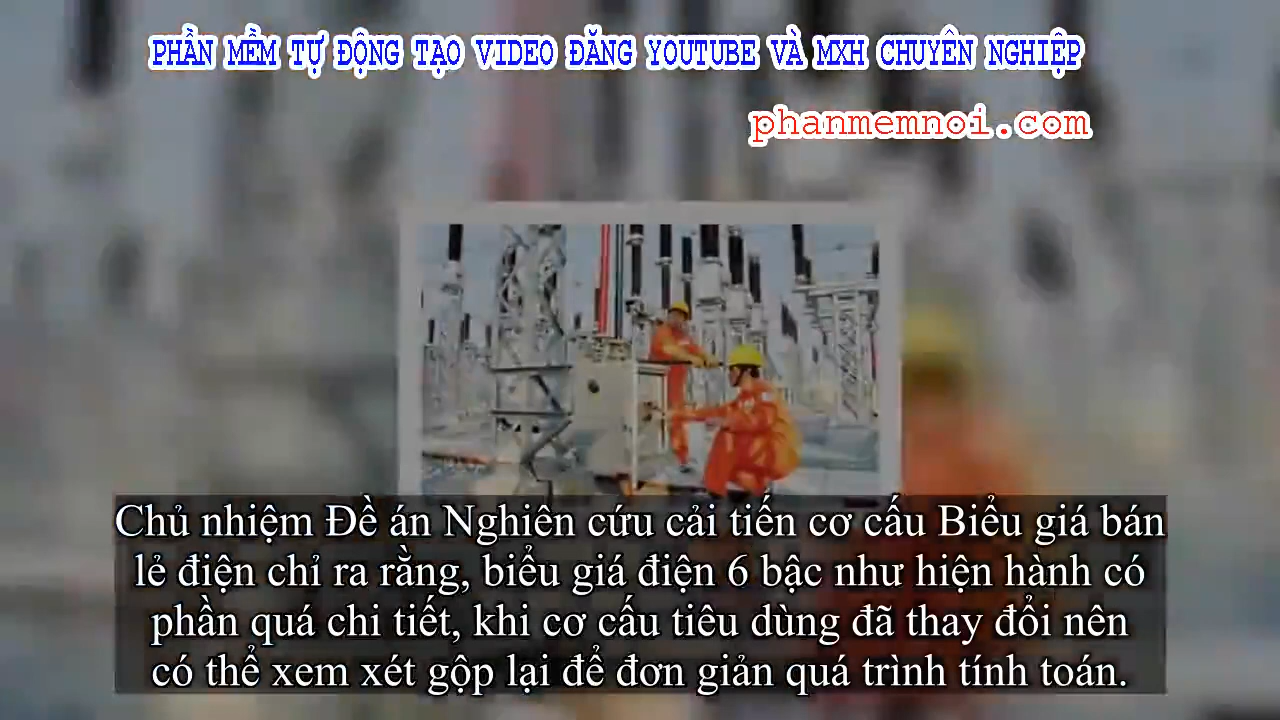 PHẦN MỀM TỰ ĐỘNG TẠO VIDEO ĐĂNG YOUTUBE VÀ MXH CHUYÊN NGHIỆP
phanmemnoi.com
Chủ nhiệm Đề án Nghiên cứu cải tiến cơ cấu Biểu giá bán
lẻ điện chỉ ra rằng, biểu giá điện 6 bậc như hiện hành có
phần quá chi tiết, khi cơ cấu tiêu dùng đã thay đổi nên
có thể xem xét gộp lại để đơn giản quá trình tính toán.